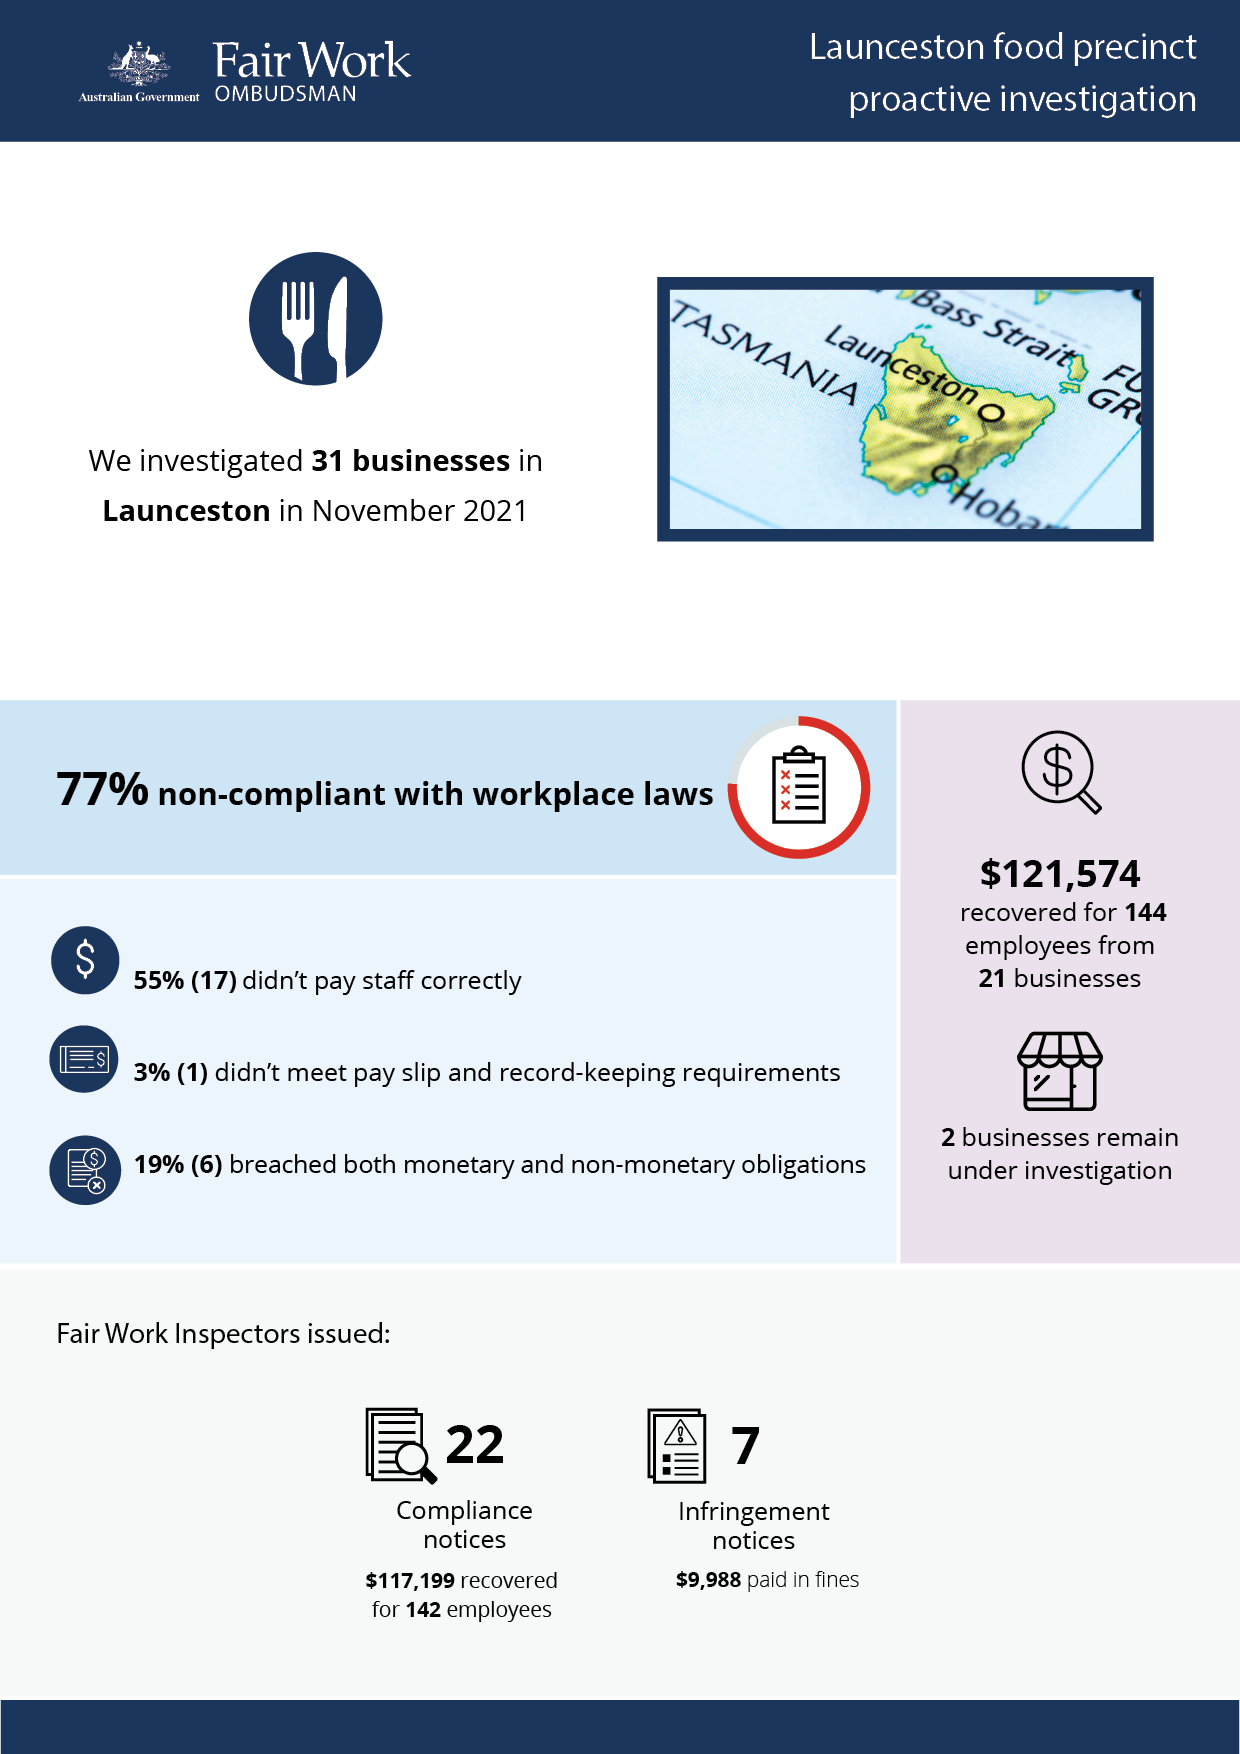 Australian Government
Fair Work
OMBUDSMAN
Launceston food precinct
proactive investigation
We investigated 31 businesses in
Launceston in November 2021
TASMANIA
Launceston
Bass Strait
Hobar
77% non-compliant with workplace laws
55% (17) didn't pay staff correctly
3% (1) didn't meet pay slip and record-keeping requirements
19% (6) breached both monetary and non-monetary obligations
$121,574
recovered for 144
employees from
21 businesses
2 businesses remain
under investigation
Fair Work Inspectors issued:
22
Compliance
notices
$117,199 recovered
for 142 employees
7
Infringement
notices
$9,988 paid in fines